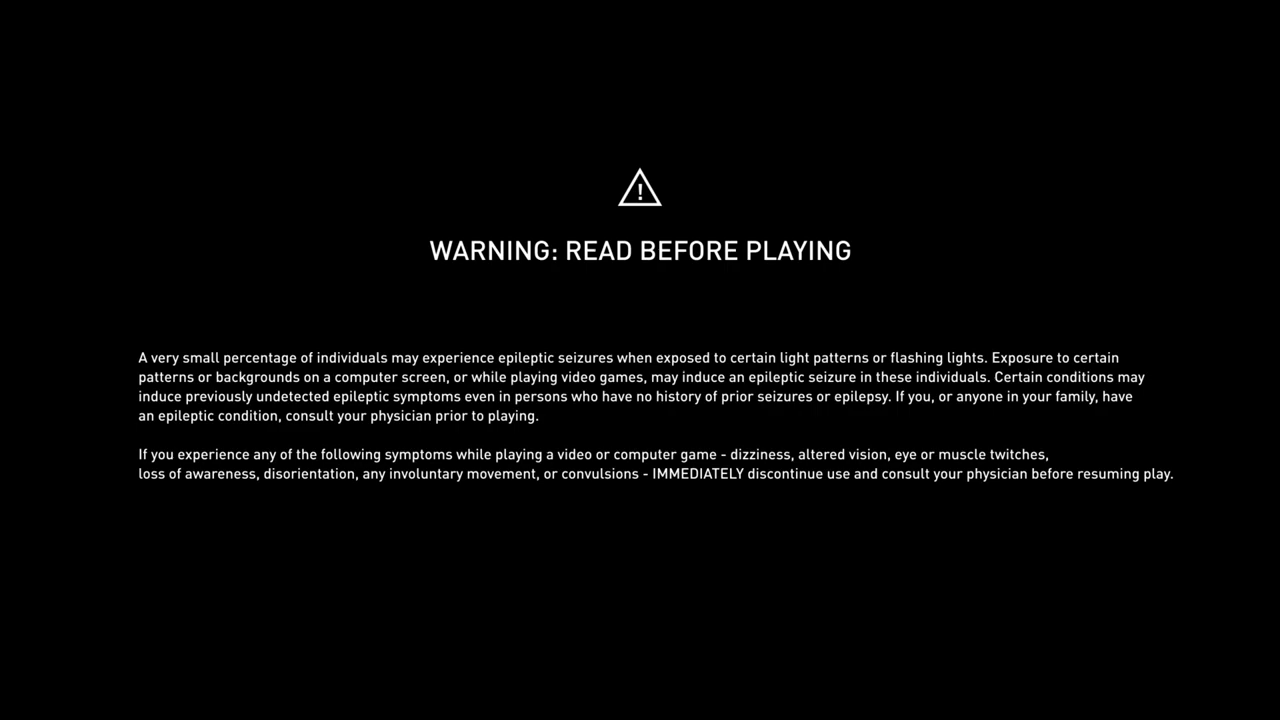 WARNING: READ BEFORE PLAYING
A very small percentage of individuals may experience epileptic seizures when exposed to certain light patterns or flashing lights. Exposure to certain
patterns or backgrounds on a computer screen, or while playing video games, may induce an epileptic seizure in these individuals. Certain conditions may
induce previously undetected epileptic symptoms even in persons who have no history of prior seizures or epilepsy. If you, or anyone in your family, have
an epileptic condition, consult your physician prior to playing.
If you experience any of the following symptoms while playing a video or computer game - dizziness, altered vision, eye or muscle twitches,
loss of awareness, disorientation, any involuntary movement, or convulsions - IMMEDIATELY discontinue use and consult your physician before resuming play.